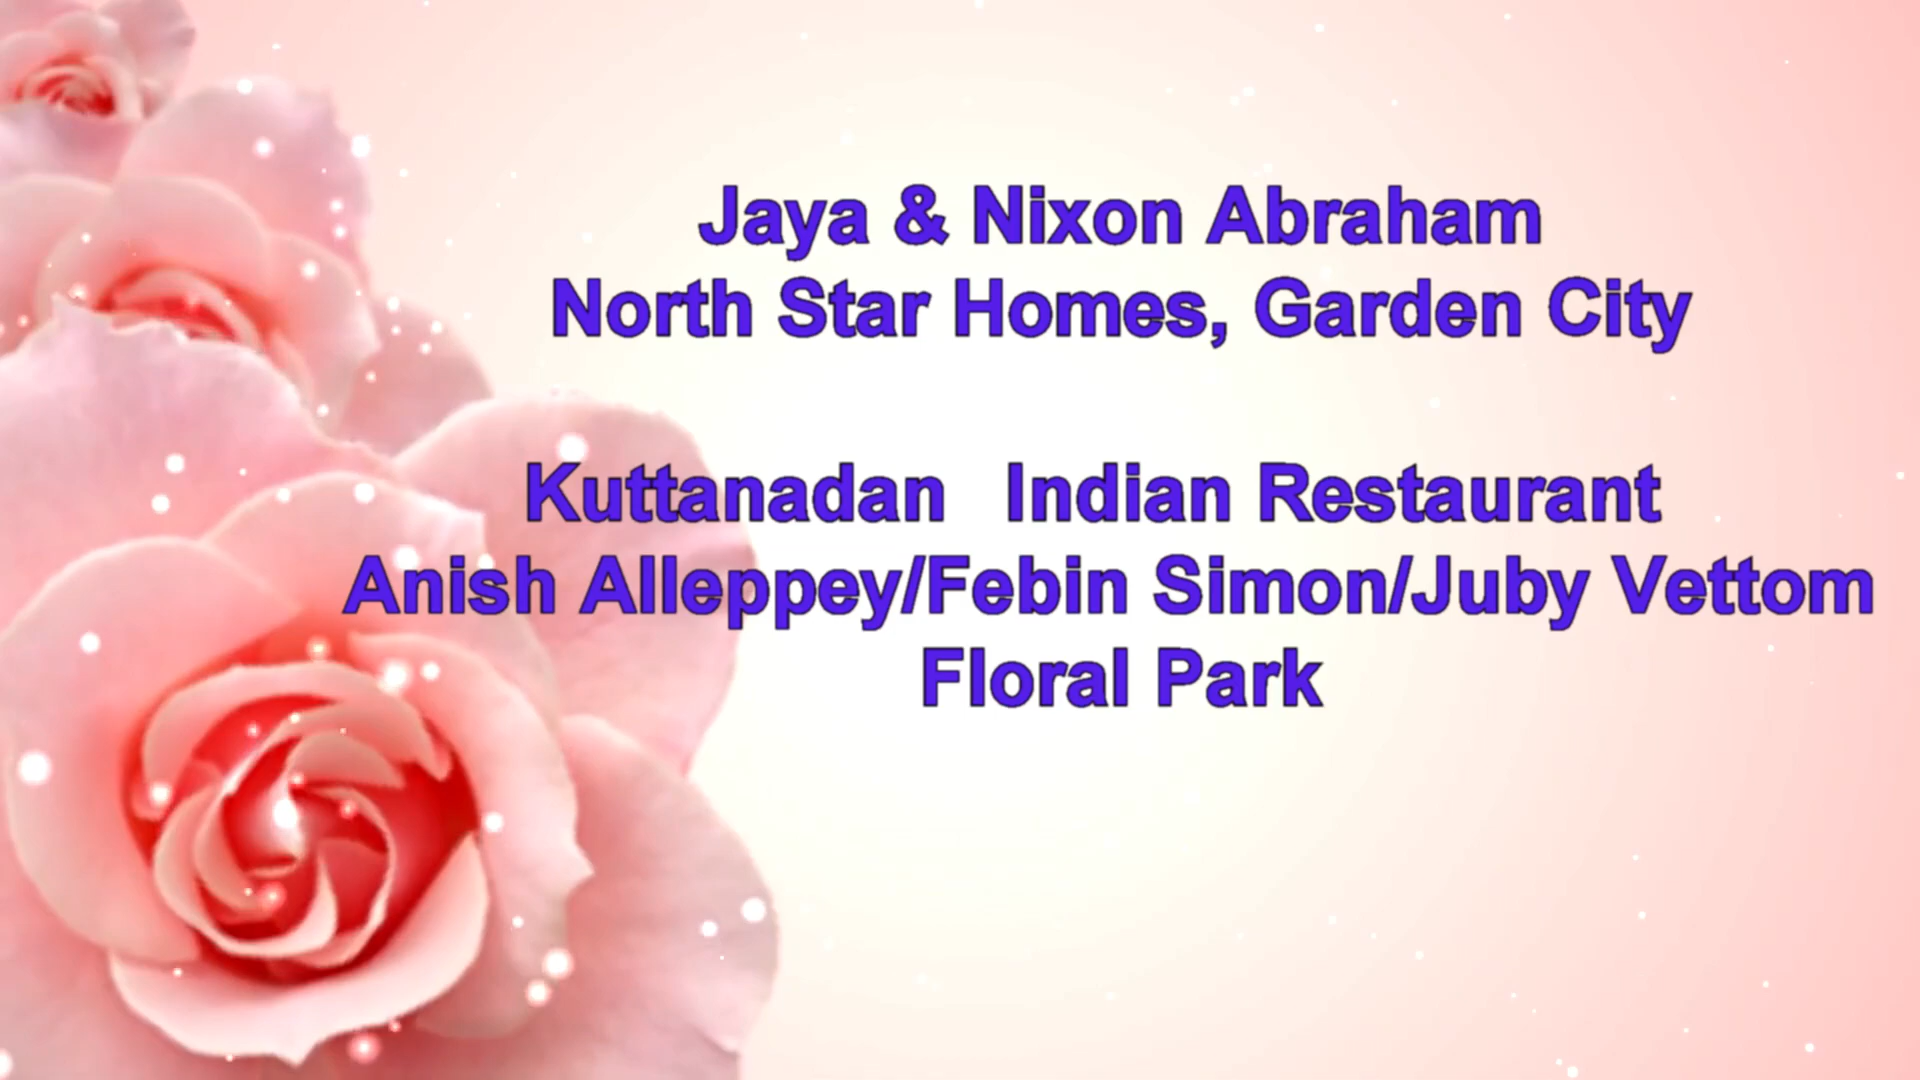 Jaya & Nixon Abraham
North Star Homes, Garden City
Kuttanadan Indian Restaurant
Anish Alleppey/Febin Simon/Juby Vettom
Floral Park